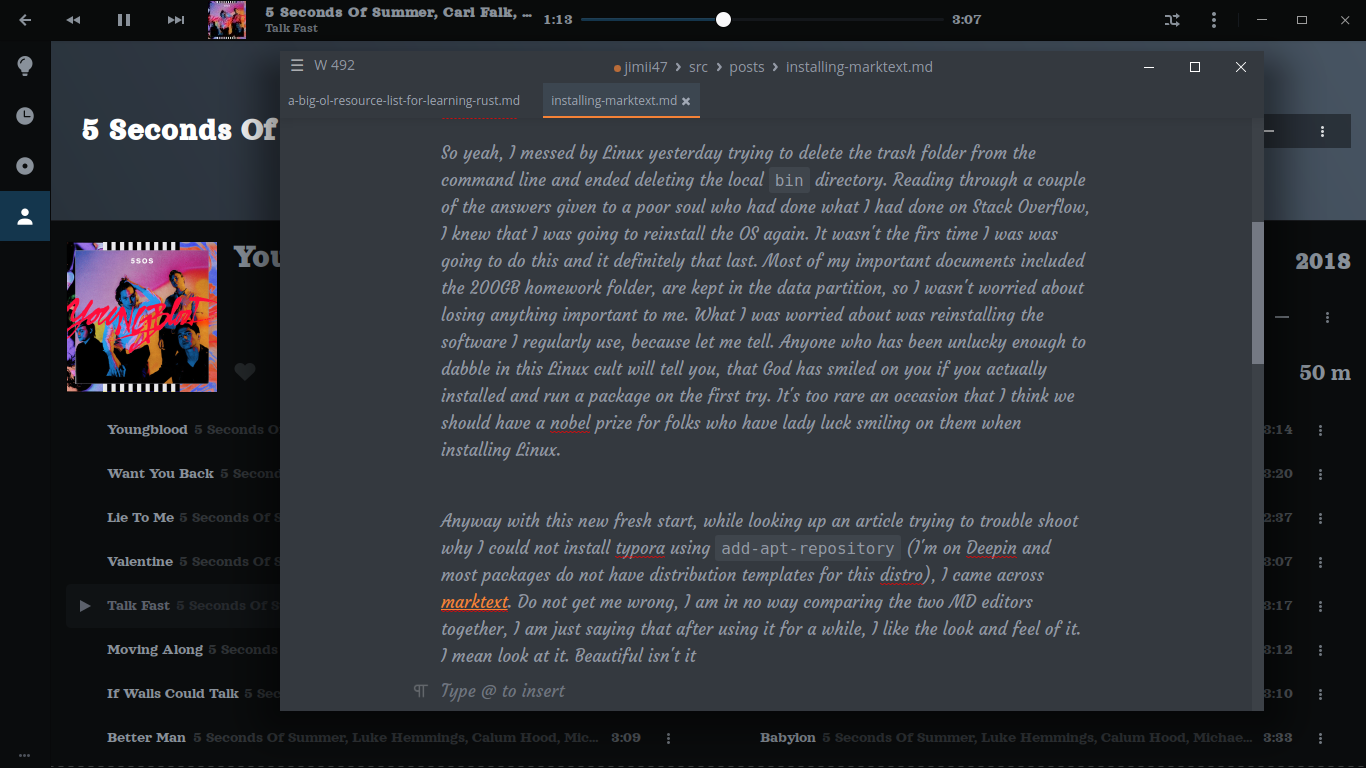 5 Seconds Of Summer, Carl Falk, ...
Talk Fast
1:13
3:07
W 492
jimii47 > src > posts > installing-marktext.md
a-big-ol-resource-list-for-learning-rust.md
installing-marktext.md
5 Seconds Of
5SOS
Youngblood
You
2018
50 m
So yeah, I messed by Linux yesterday trying to delete the trash folder from the
command line and ended deleting the local bin directory. Reading through a couple
of the answers given to a poor soul who had done what I had done on Stack Overflow,
I knew that I was going to reinstall the OS again. It wasn't the firs time I was was
going to do this and it definitely that last. Most of my important documents included
the 200GB homework folder, are kept in the data partition, so I wasn't worried about
losing anything important to me. What I was worried about was reinstalling the
software I regularly use, because let me tell. Anyone who has been unlucky enough to
dabble in this Linux cult will tell you, that God has smiled on you if you actually
installed and run a package on the first try. It's too rare an occasion that I think we
should have a nobel prize for folks who have lady luck smiling on them when
installing Linux.
Anyway with this new fresh start, while looking up an article trying to trouble shoot
why I could not install typora using add-apt-repository (I'm on Deepin and
most packages do not have distribution templates for this distro), I came across
marktext. Do not get me wrong, I am in no way comparing the two MD editors
together, I am just saying that after using it for a while, I like the look and feel of it.
I mean look at it. Beautiful isn't it
Type @ to insert
Youngblood 5 Seconds O
3:14
Want You Back 5 Second
3:20
Lie To Me 5 Seconds Of S
2:37
Valentine 5 Seconds Of S
3:07
Talk Fast 5 Seconds Of S
3:17
Moving Along 5 Seconds
3:12
If Walls Could Talk 5 Sec
3:10
Better Man 5 Seconds Of Summer, Luke Hemmings, Calum Hood, Mic... 3:09
Babylon 5 Seconds Of Summer, Luke Hemmings, Calum Hood, Michae... 3:33